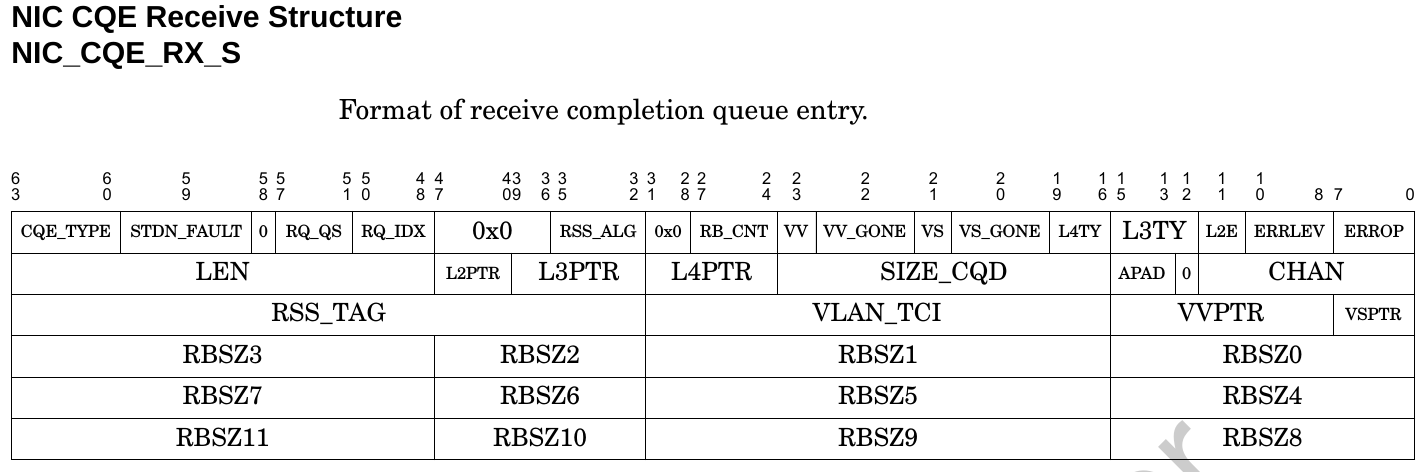 NIC CQE Receive Structure
NIC_CQE_RX_S
Format of receive completion queue entry.
63 60 59 58 57 51 50 48 47 40 39 36 35 32 31 28 27 24 23 22 21 20 19 16 15 13 12 11 10 8 7 0
CQE_TYPE STDN_FAULT 0 RQ_QS RQ_IDX 0x0 RSS_ALG 0x0 RB_CNT VV VV_GONE VS VS_GONE L4TY L3TY L2E ERRLEV ERROP
LEN L2PTR L3PTR L4PTR SIZE_CQD APAD 0 CHAN
RSS_TAG VLAN_TCI VVPTR VSPTR
RBSZ3 RBSZ2 RBSZ1 RBSZ0
RBSZ7 RBSZ6 RBSZ5 RBSZ4
RBSZ11 RBSZ10 RBSZ9 RBSZ8